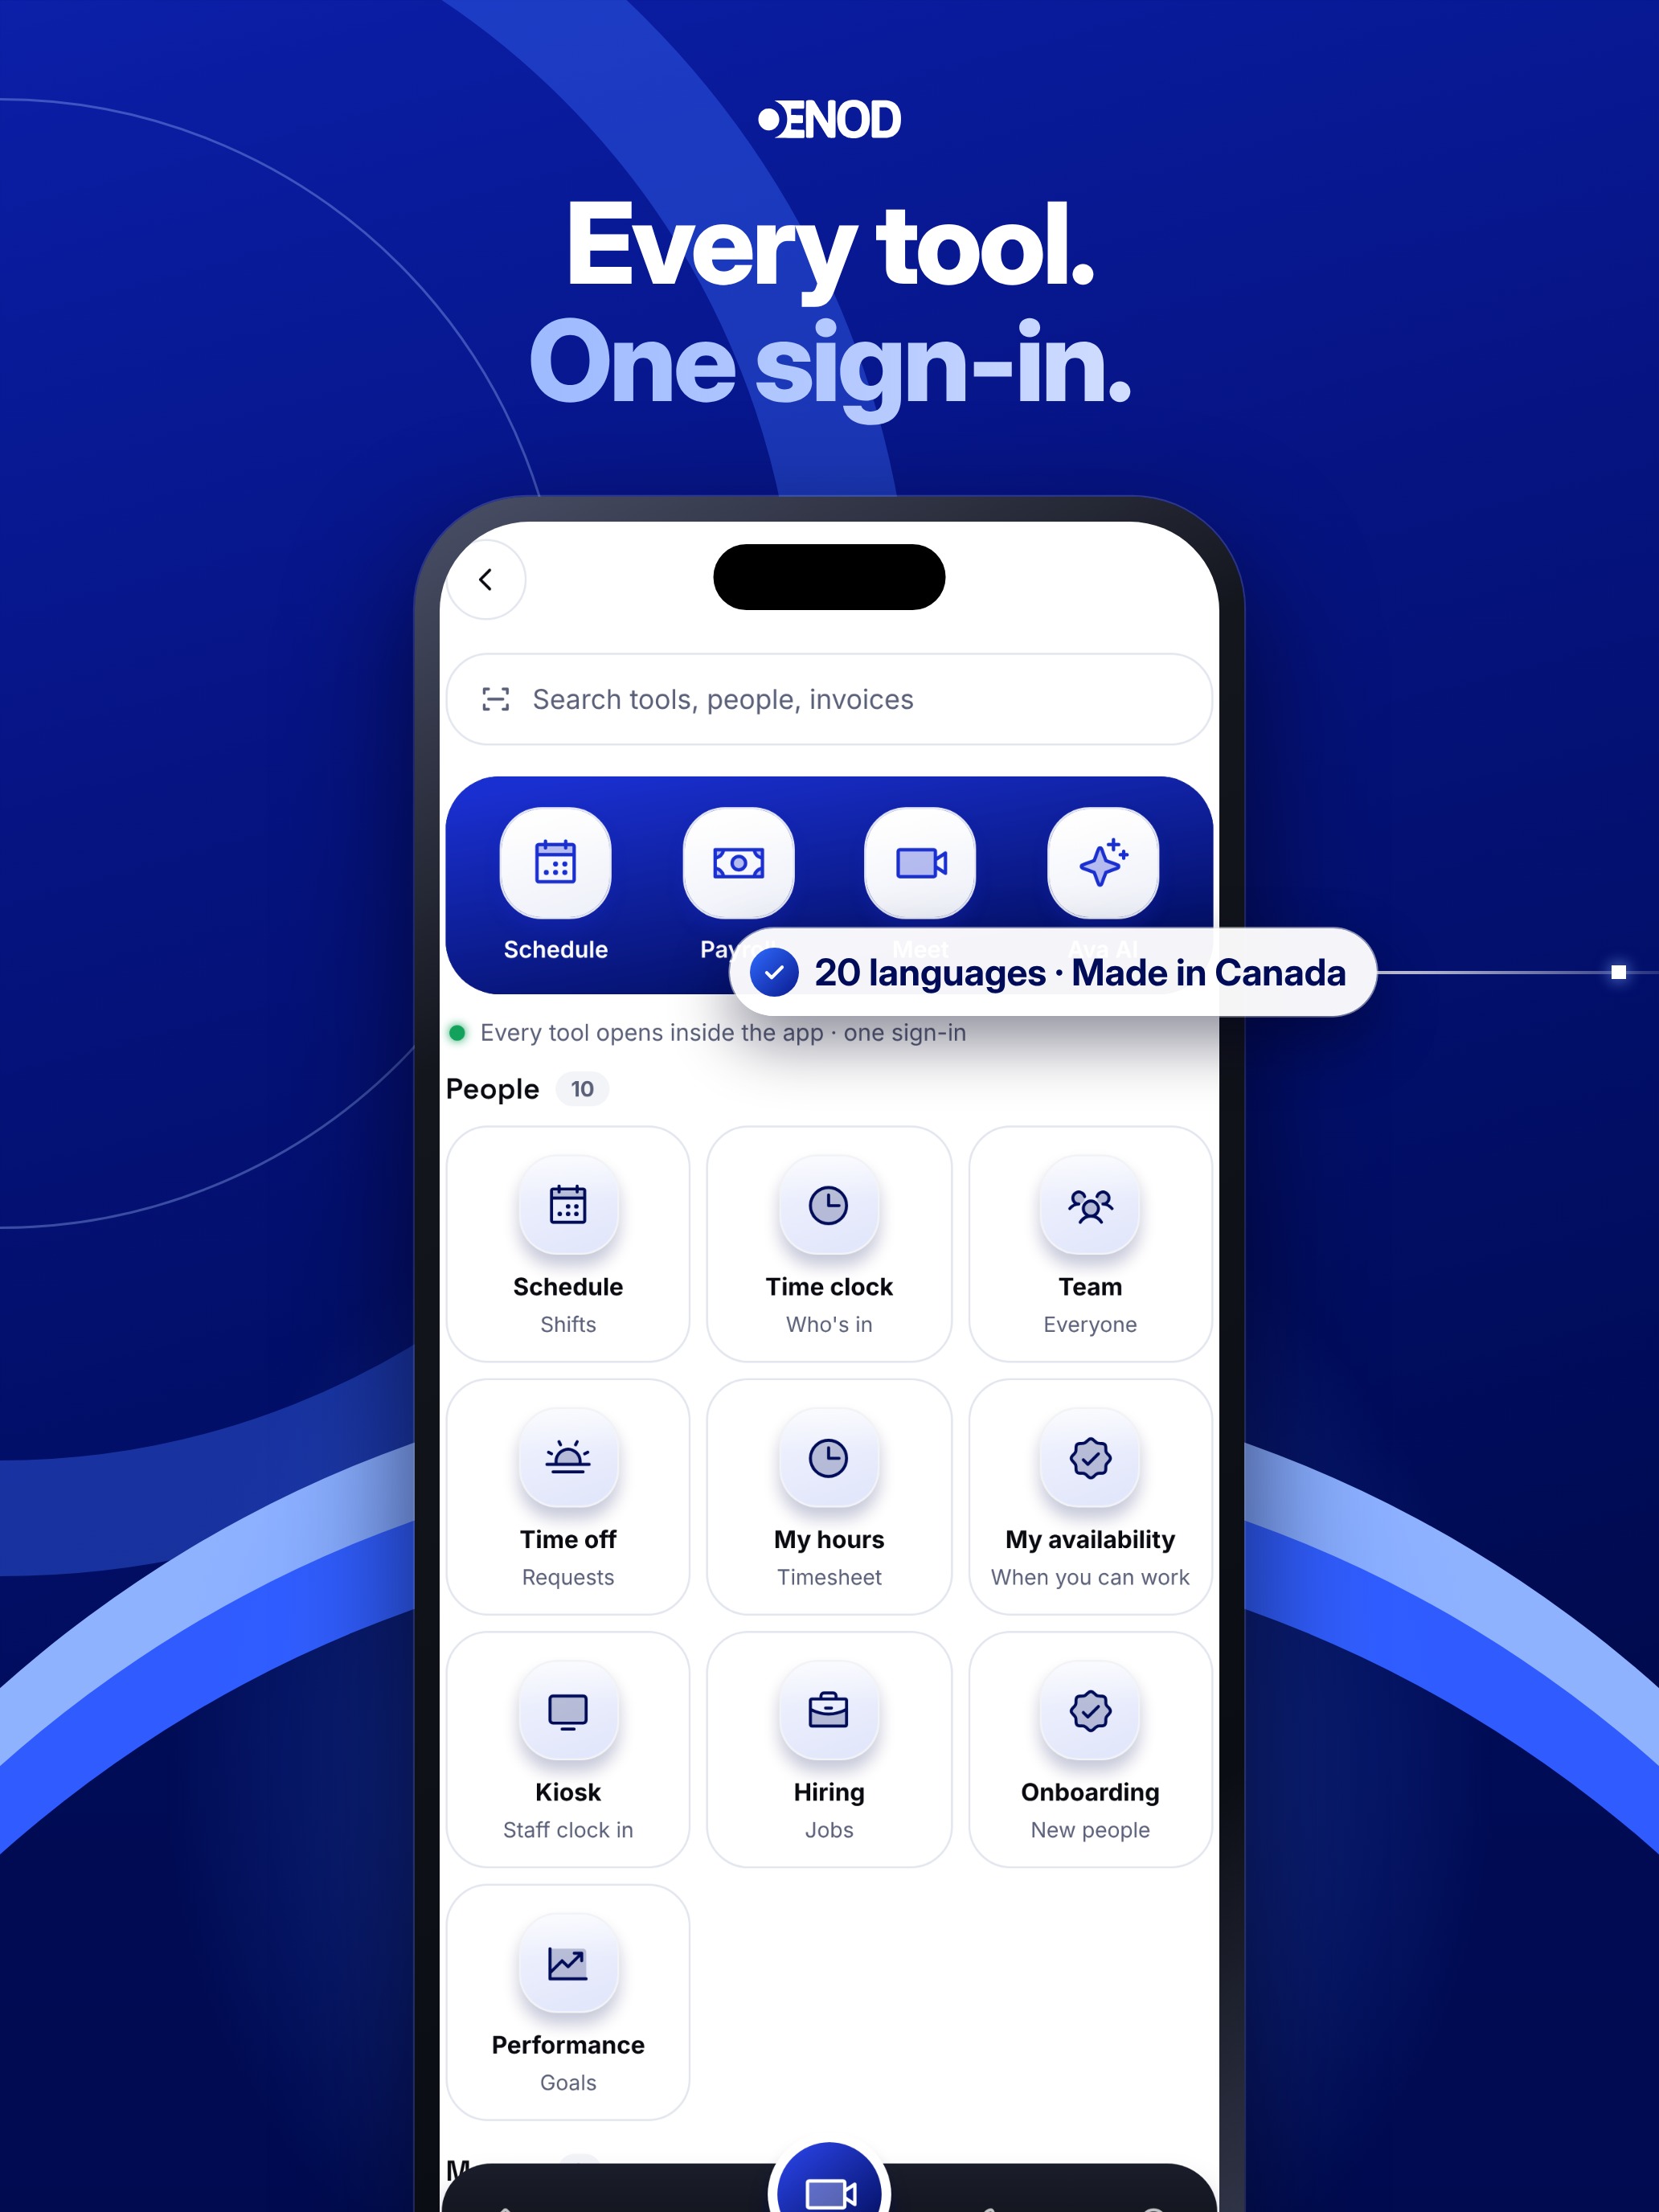 ENOD
Every tool.
One sign-in.
Search tools, people, invoices
Schedule
Meet
20 languages · Made in Canada
Every tool opens inside the app · one sign-in
People 10
Schedule Time clock Team
Shifts Who's in Everyone
Time off My hours My availability
Requests Timesheet When you can work
Kiosk Hiring Onboarding
Staff clock in Jobs New people
Performance
Goals